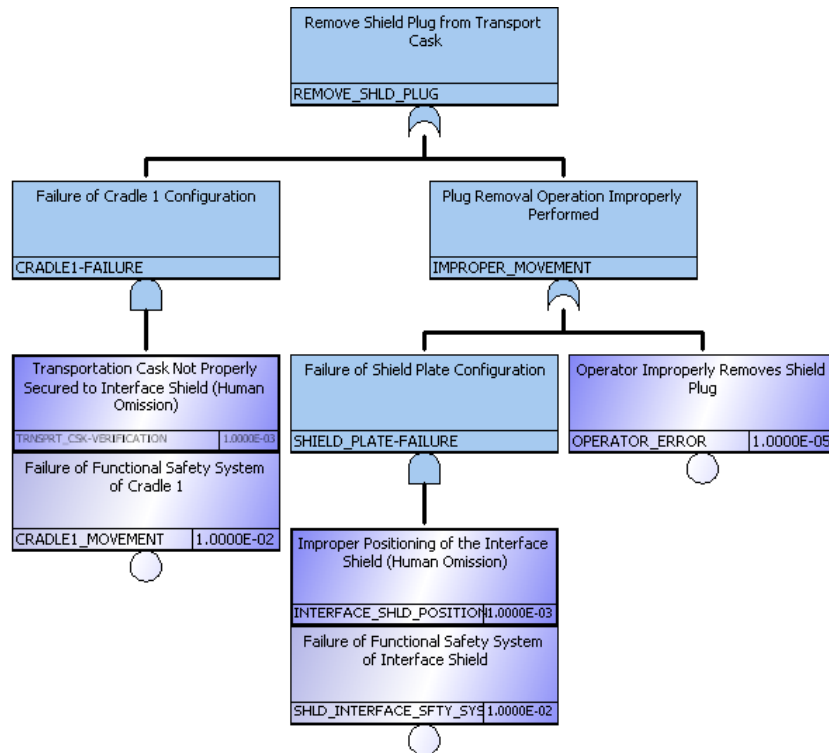 Remove Shield Plug from Transport
Cask
REMOVE_SHLD_PLUG
Failure of Cradle 1 Configuration
CRADLE1-FAILURE
Plug Removal Operation Improperly
Performed
IMPROPER_MOVEMENT
Transportation Cask Not Properly
Secured to Interface Shield (Human
Omission)
TRNSPRT_CSK-VERIFICATION 1.0000E-03
Failure of Functional Safety System
of Cradle 1
CRADLE1_MOVEMENT 1.0000E-02
Failure of Shield Plate Configuration
SHIELD_PLATE-FAILURE
Operator Improperly Removes Shield
Plug
OPERATOR_ERROR 1.0000E-05
Improper Positioning of the Interface
Shield (Human Omission)
INTERFACE_SHLD_POSITION 1.0000E-03
Failure of Functional Safety System
of Interface Shield
SHLD_INTERFACE_SFTY_SYS 1.0000E-02